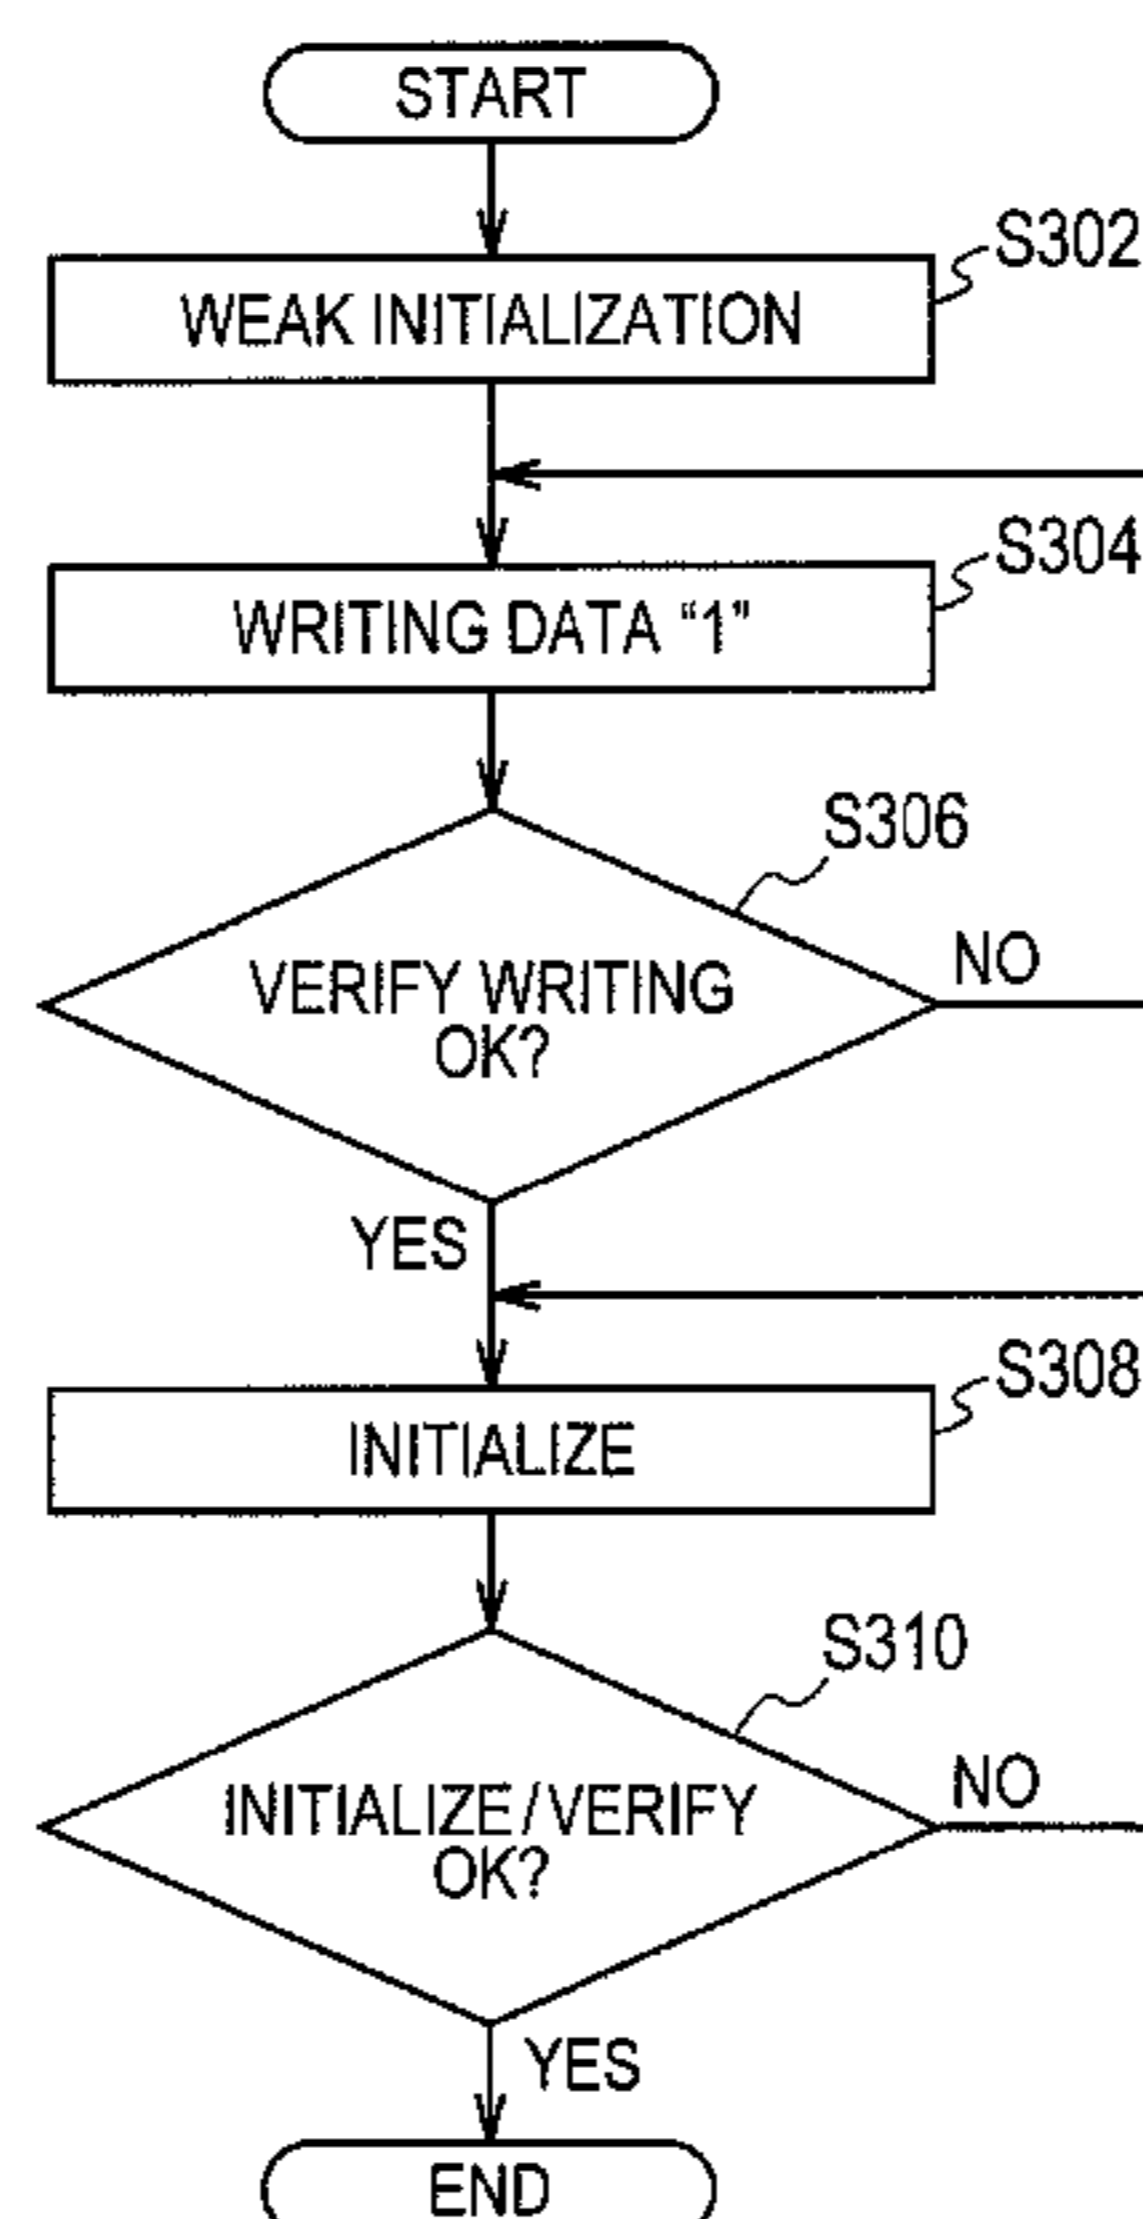 START
S302
WEAK INITIALIZATION
S304
WRITING DATA “1”
S306
VERIFY WRITING
OK?
NO
YES
S308
INITIALIZE
S310
INITIALIZE/VERIFY
OK?
NO
YES
END